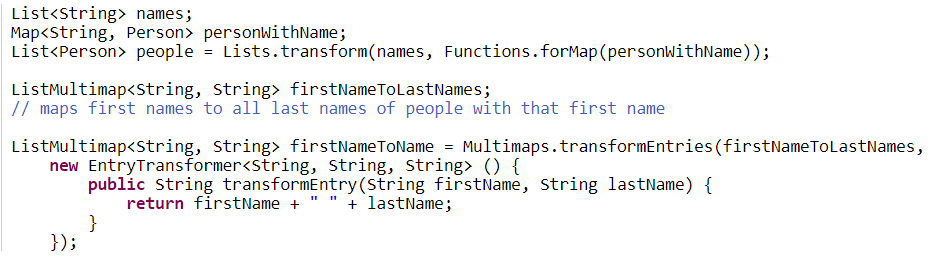 List<String> names;
Map<String, Person> personWithName;
List<Person> people = Lists.transform(names, Functions.forMap(personWithName));
ListMultimap<String, String> firstNameToLastNames;
// maps first names to all last names of people with that first name
ListMultimap<String, String> firstNameToName = Multimaps.transformEntries(firstNameToLastNames,
    new EntryTransformer<String, String, String> () {
        public String transformEntry(String firstName, String lastName) {
            return firstName + " " + lastName;
        }
    });